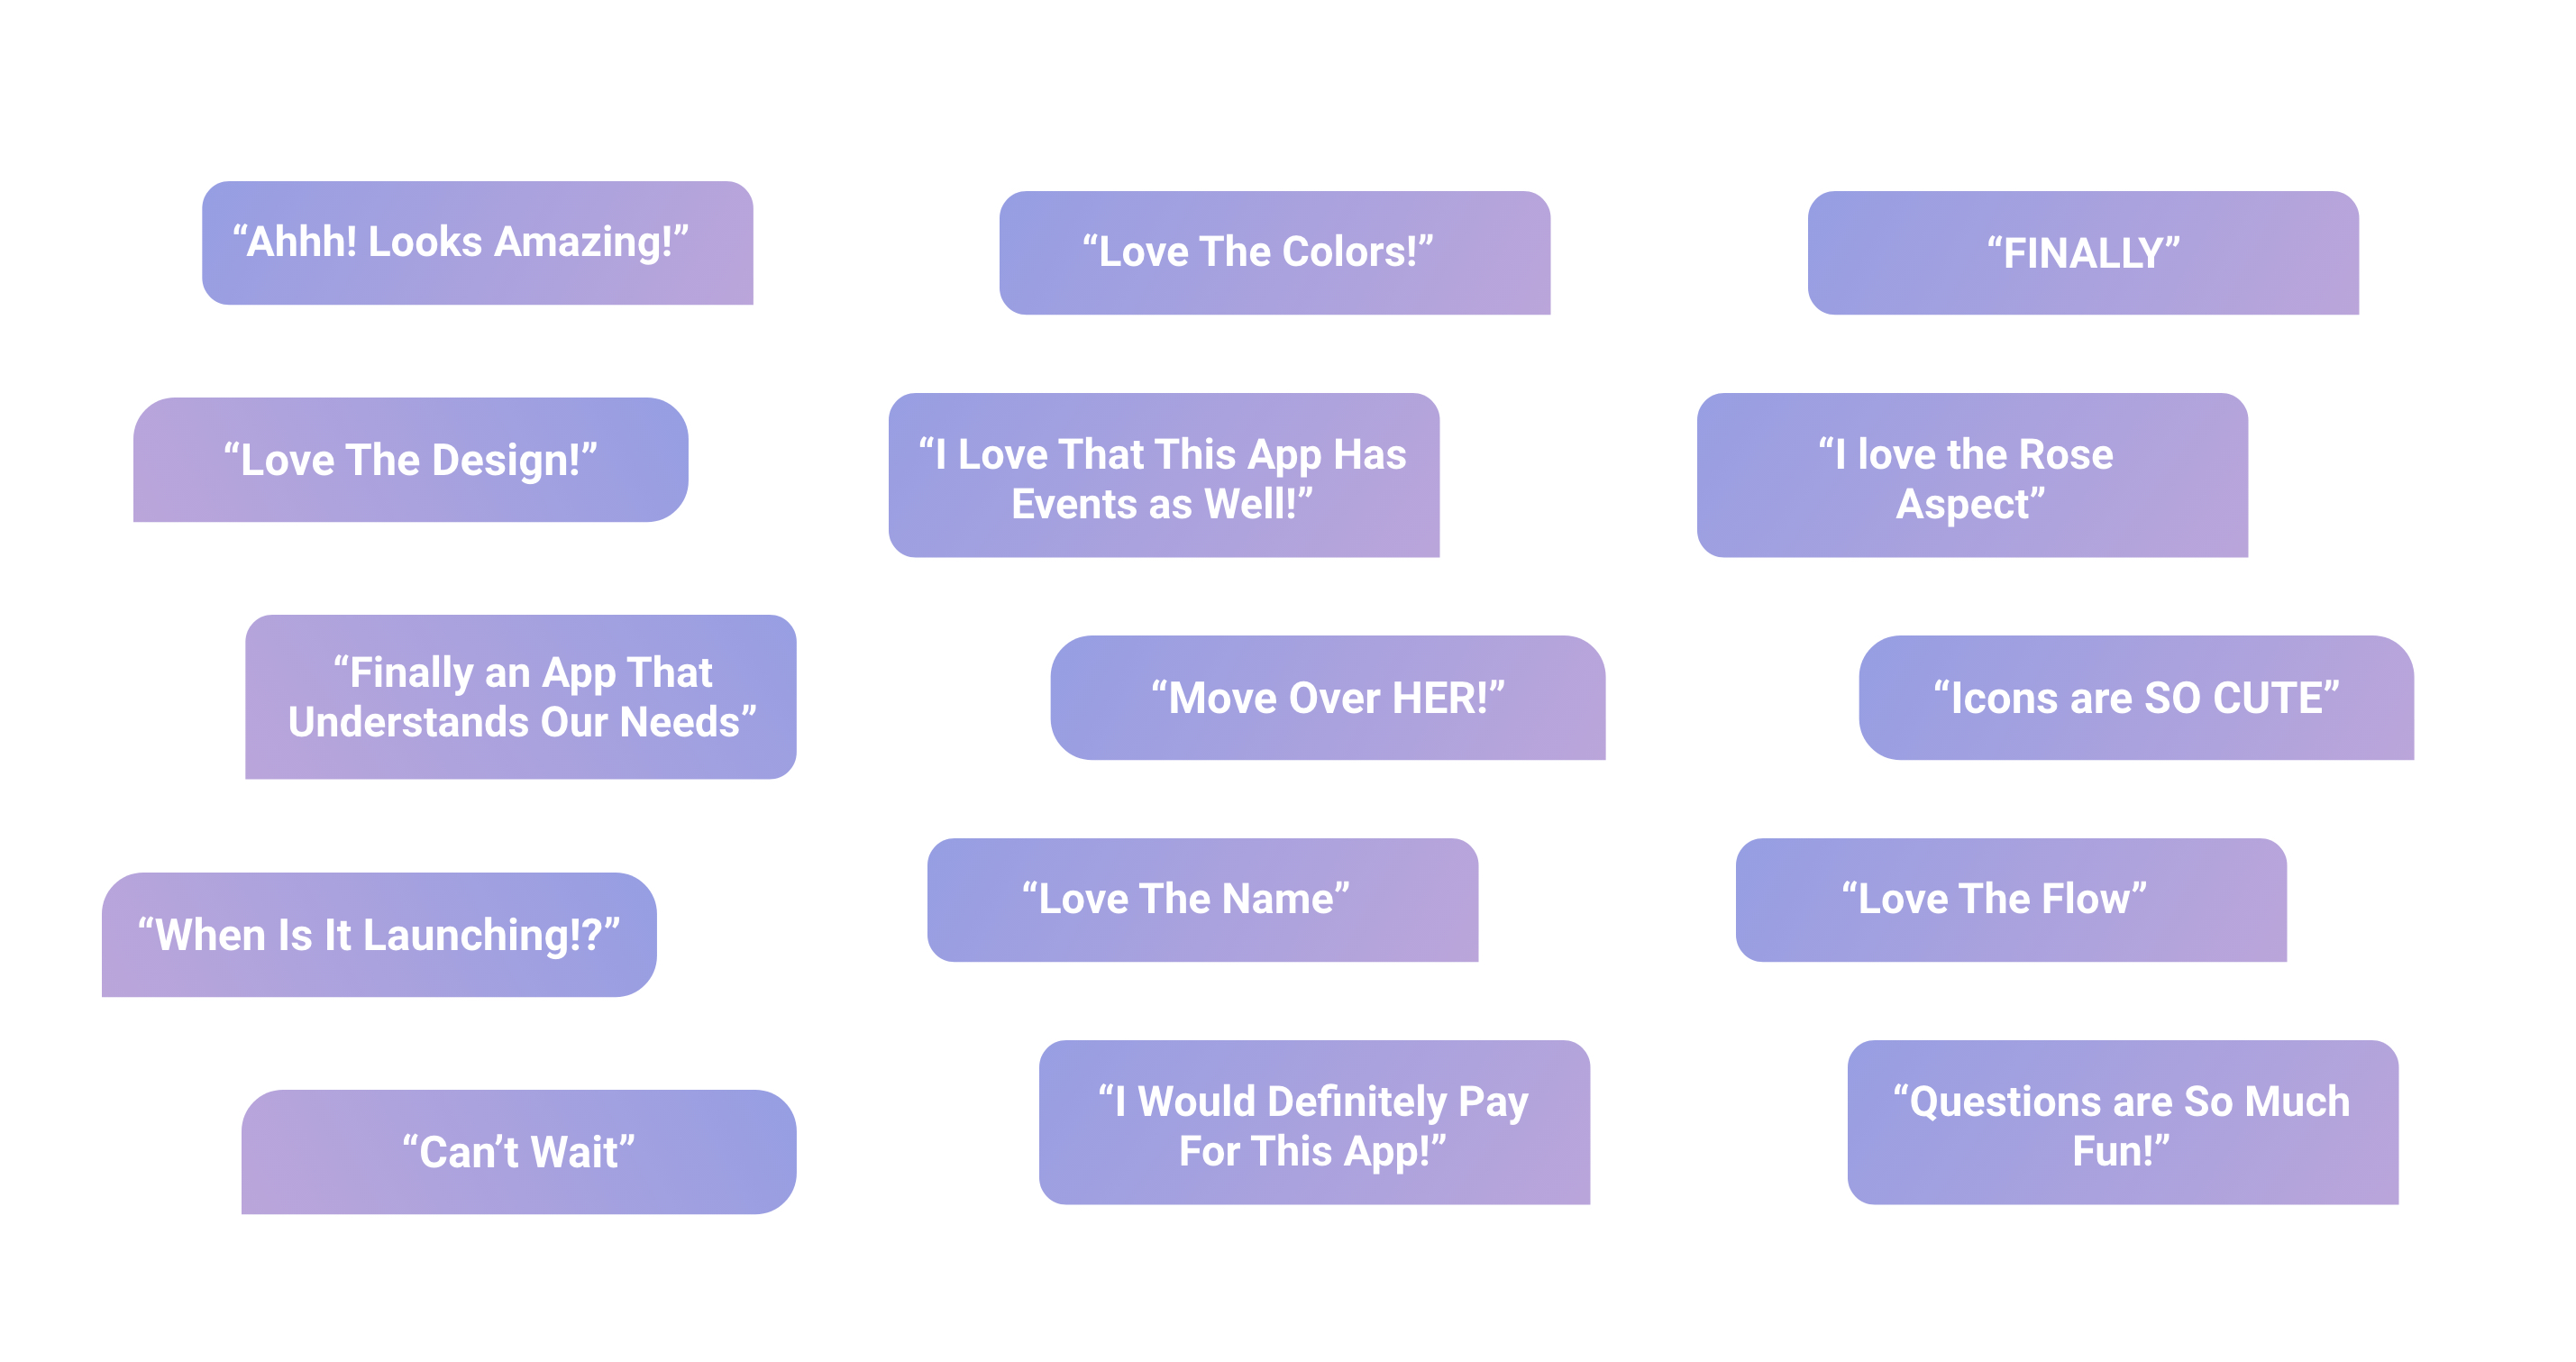 “Ahhh! Looks Amazing!”
“Love The Design!”
“Finally an App That
Understands Our Needs”
“When Is It Launching!?”
“Can’t Wait”
“Love The Colors!”
“I Love That This App Has
Events as Well!”
“Move Over HER!”
“Love The Name”
“I Would Definitely Pay
For This App!”
“FINALLY”
“I love the Rose
Aspect”
“Icons are SO CUTE”
“Love The Flow”
“Questions are So Much
Fun!”